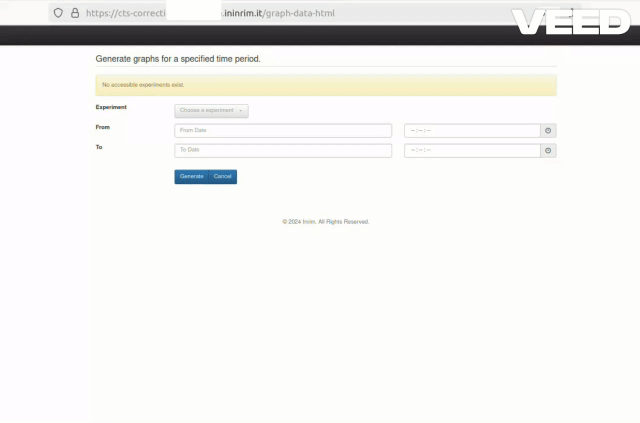 https://cts-correcti .ininrim.it/graph-data-html
VEED
Generate graphs for a specified time period.
No accessible experiments exist.
Experiment
Choose a experiment
From
From Date
--:--:--
To
To Date
--:--:--
Generate Cancel
© 2024 Inrim. All Rights Reserved.